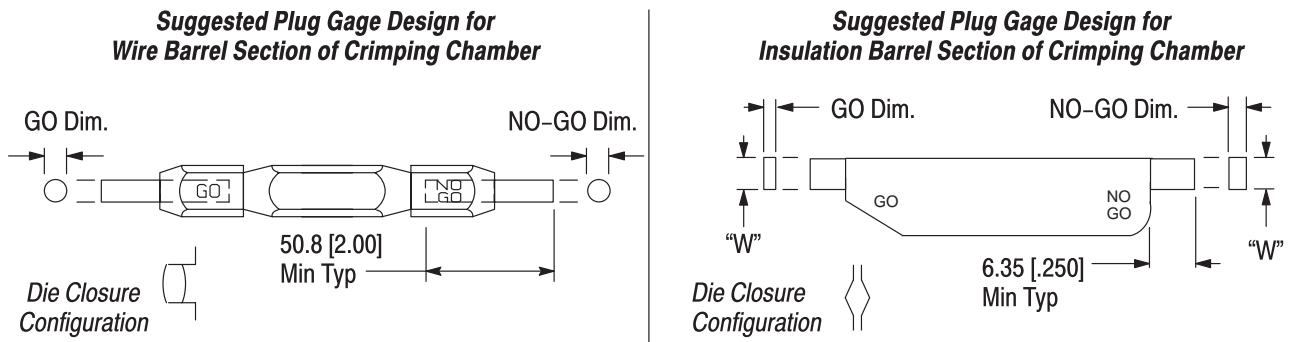 Suggested Plug Gage Design for
Wire Barrel Section of Crimping Chamber
GO Dim.
NO–GO Dim.
GO
NO
GO
50.8 [2.00]
Min Typ
Die Closure
Configuration
Suggested Plug Gage Design for
Insulation Barrel Section of Crimping Chamber
GO Dim.
NO–GO Dim.
GO
NO
GO
“W”
“W”
6.35 [.250]
Min Typ
Die Closure
Configuration